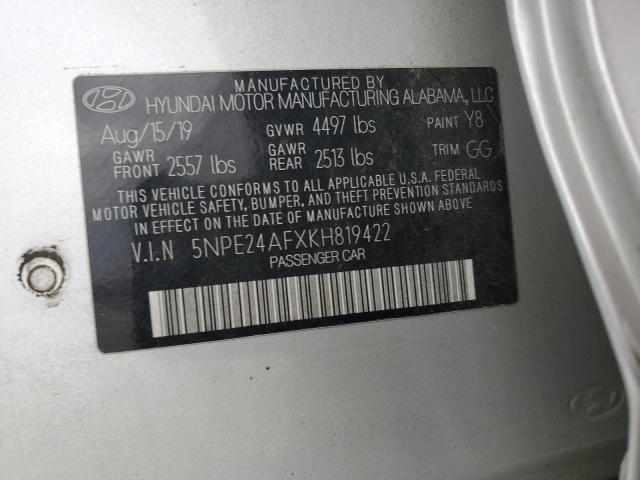 MANUFACTURED BY
HYUNDAI MOTOR MANUFACTURING ALABAMA, LLC
Aug/15/19 GVWR 4497 lbs PAINT Y8
GAWR FRONT 2557 lbs GAWR REAR 2513 lbs TRIM GG
THIS VEHICLE CONFORMS TO ALL APPLICABLE U.S.A. FEDERAL
MOTOR VEHICLE SAFETY, BUMPER, AND THEFT PREVENTION STANDARDS
IN EFFECT ON THE DATE OF MANUFACTURE SHOWN ABOVE.
V.I.N 5NPE24AFXKH819422
PASSENGER CAR